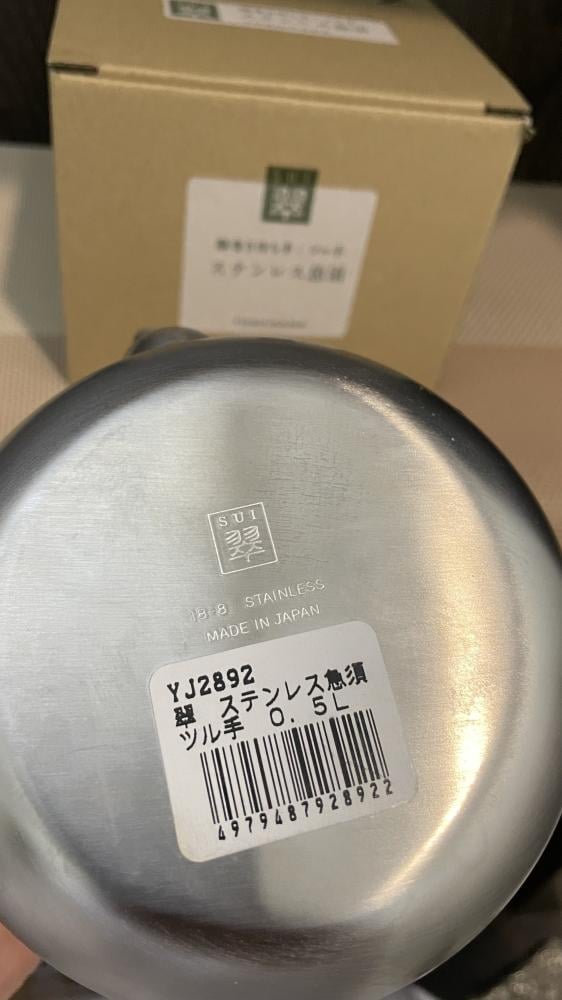 SUI
翠
ステンレス急須
SUI
翠
18-8 STAINLESS
MADE IN JAPAN
YJ2892
翠 ステンレス急須
ツル手 0.5L
4979487928922